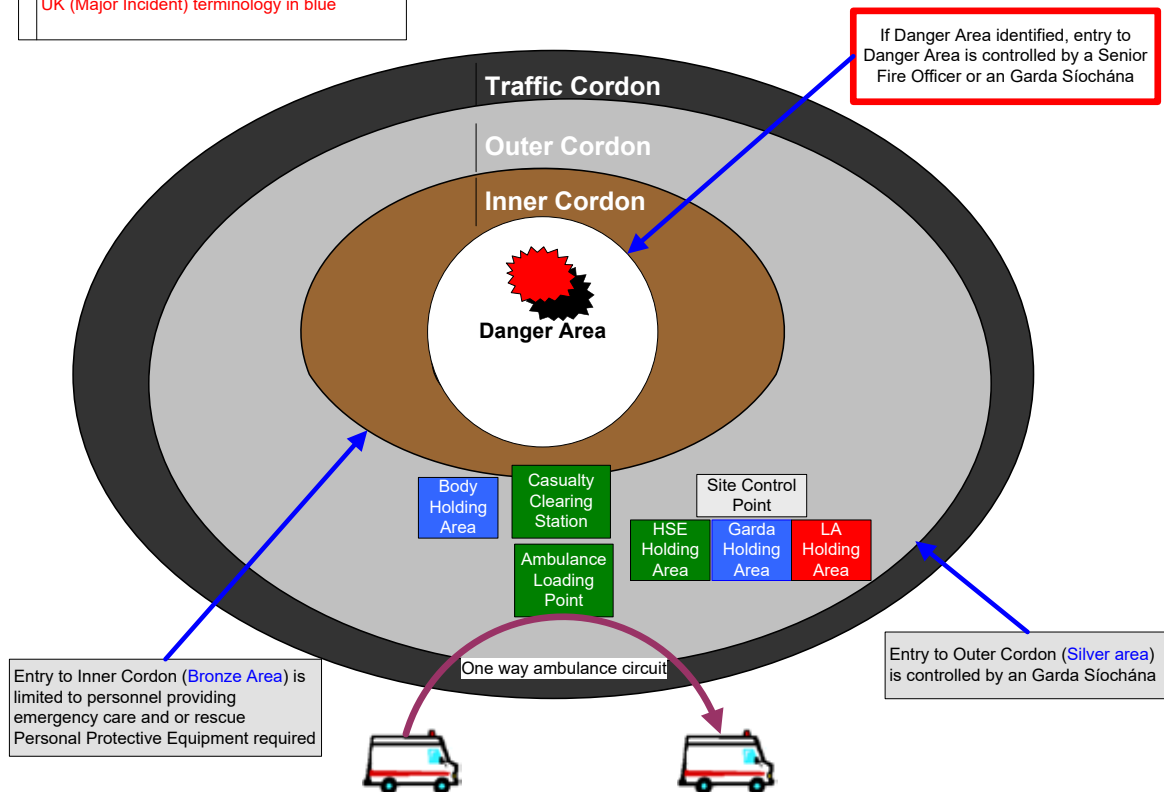 UK (Major Incident) terminology in blue
If Danger Area identified, entry to
Danger Area is controlled by a Senior
Fire Officer or an Garda Síochána
Traffic Cordon
Outer Cordon
Inner Cordon
Danger Area
Body
Holding
Area
Casualty
Clearing
Station
Site Control
Point
HSE
Holding
Area
Garda
Holding
Area
LA
Holding
Area
Ambulance
Loading
Point
One way ambulance circuit
Entry to Inner Cordon (Bronze Area) is
limited to personnel providing
emergency care and or rescue
Personal Protective Equipment required
Entry to Outer Cordon (Silver area)
is controlled by an Garda Síochána